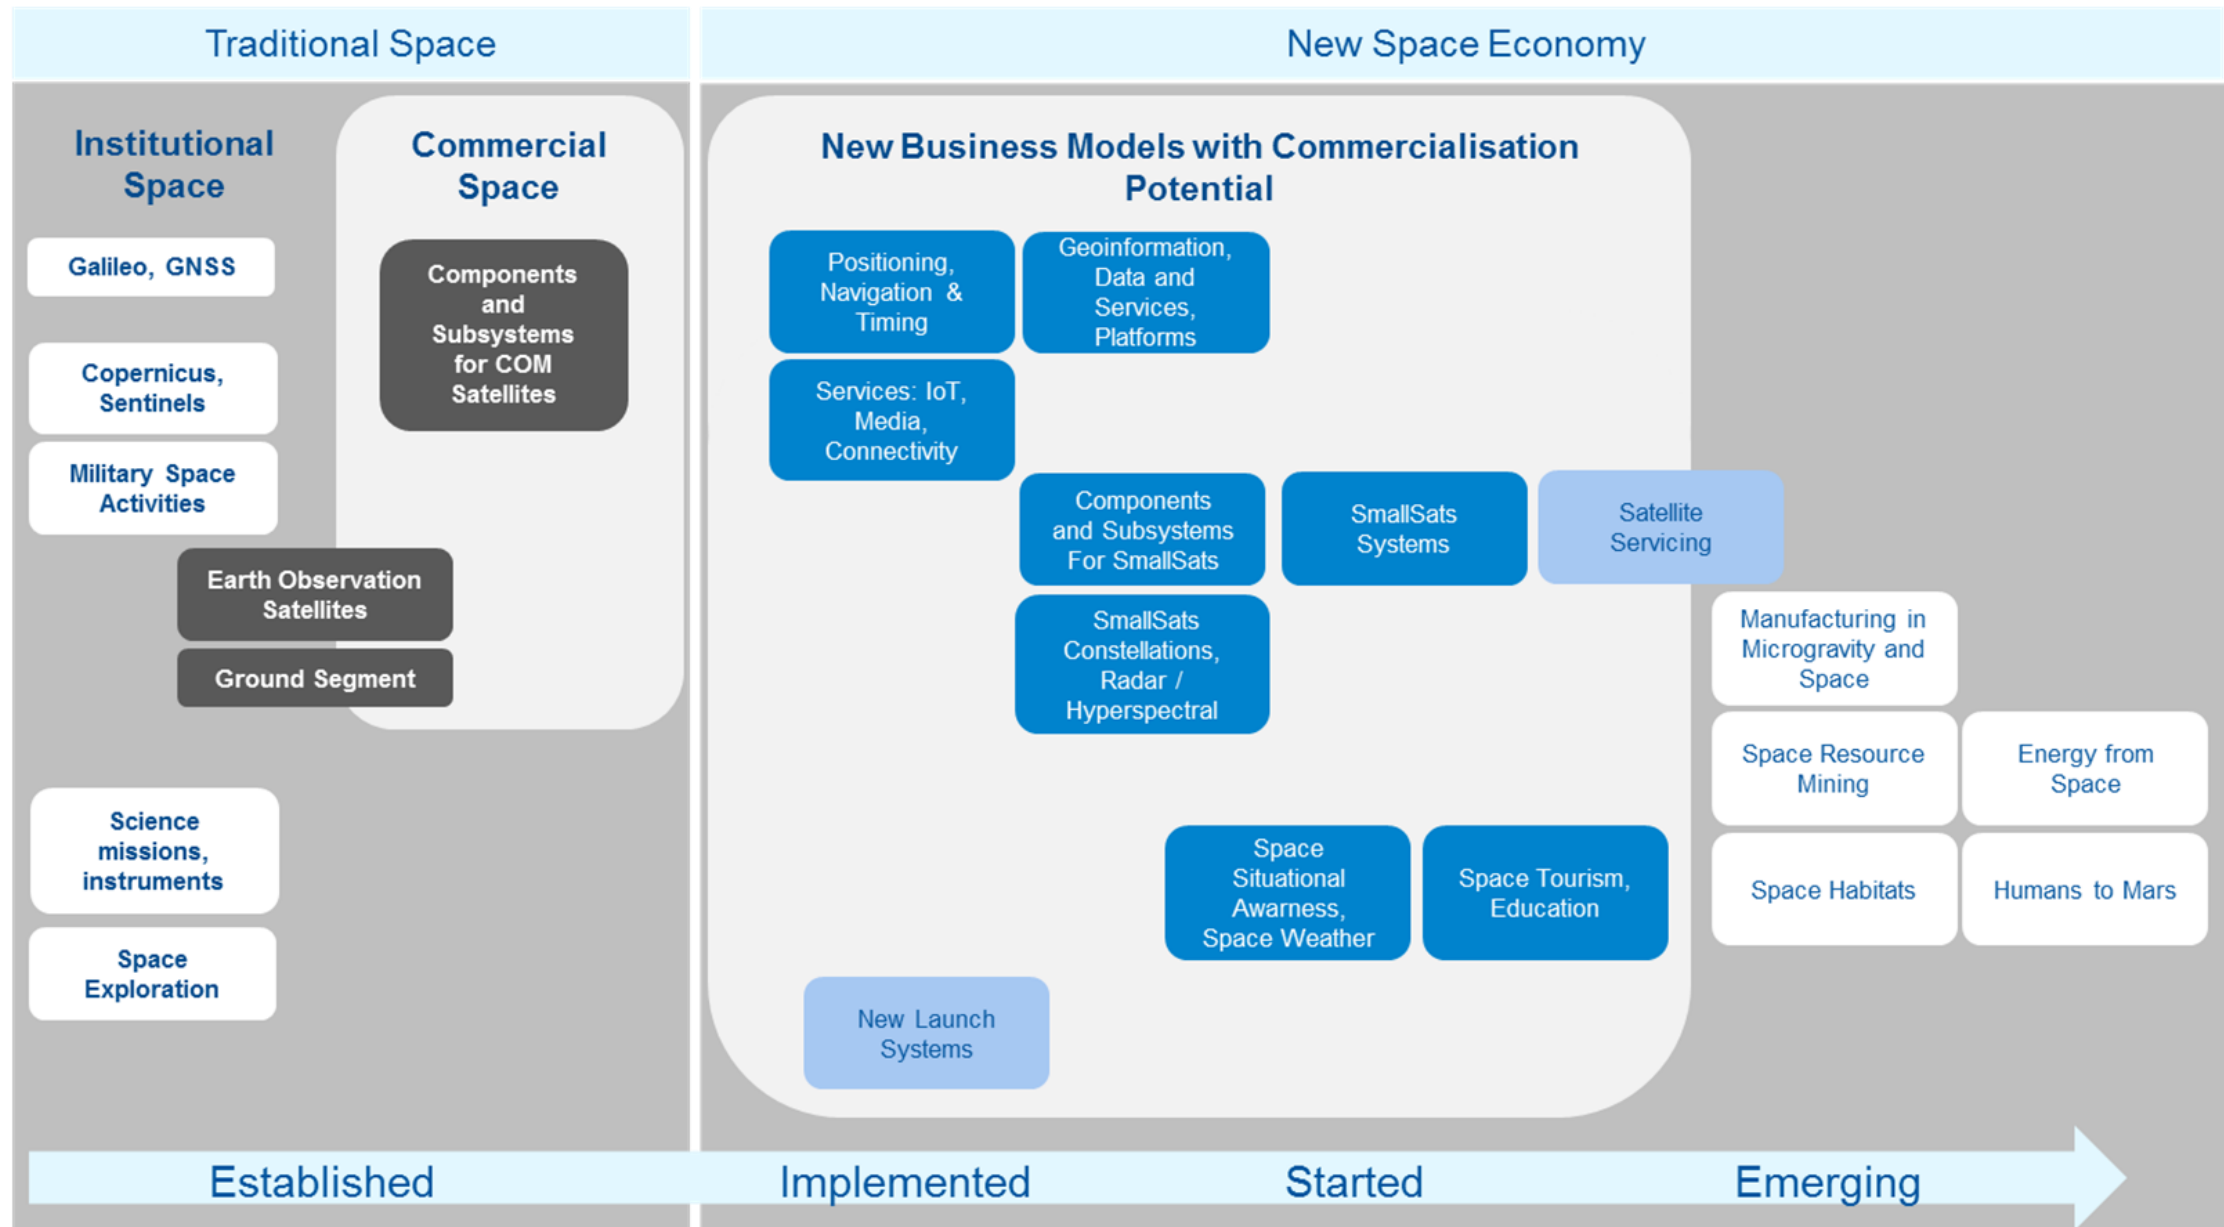 Traditional Space
New Space Economy
Institutional
Space
Commercial
Space
Galileo, GNSS
Copernicus,
Sentinels
Military Space
Activities
Components
and
Subsystems
for COM
Satellites
Earth Observation
Satellites
Ground Segment
Science
missions,
instruments
Space
Exploration
New Business Models with Commercialisation
Potential
Positioning,
Navigation &
Timing
Geoinformation,
Data and
Services,
Platforms
Services: IoT,
Media,
Connectivity
Components
and Subsystems
For SmallSats
SmallSats
Systems
Satellite
Servicing
SmallSats
Constellations,
Radar /
Hyperspectral
Manufacturing in
Microgravity and
Space
Space Resource
Mining
Energy from
Space
Space
Situational
Awarness,
Space Weather
Space Tourism,
Education
Space Habitats
Humans to Mars
New Launch
Systems
Established
Implemented
Started
Emerging